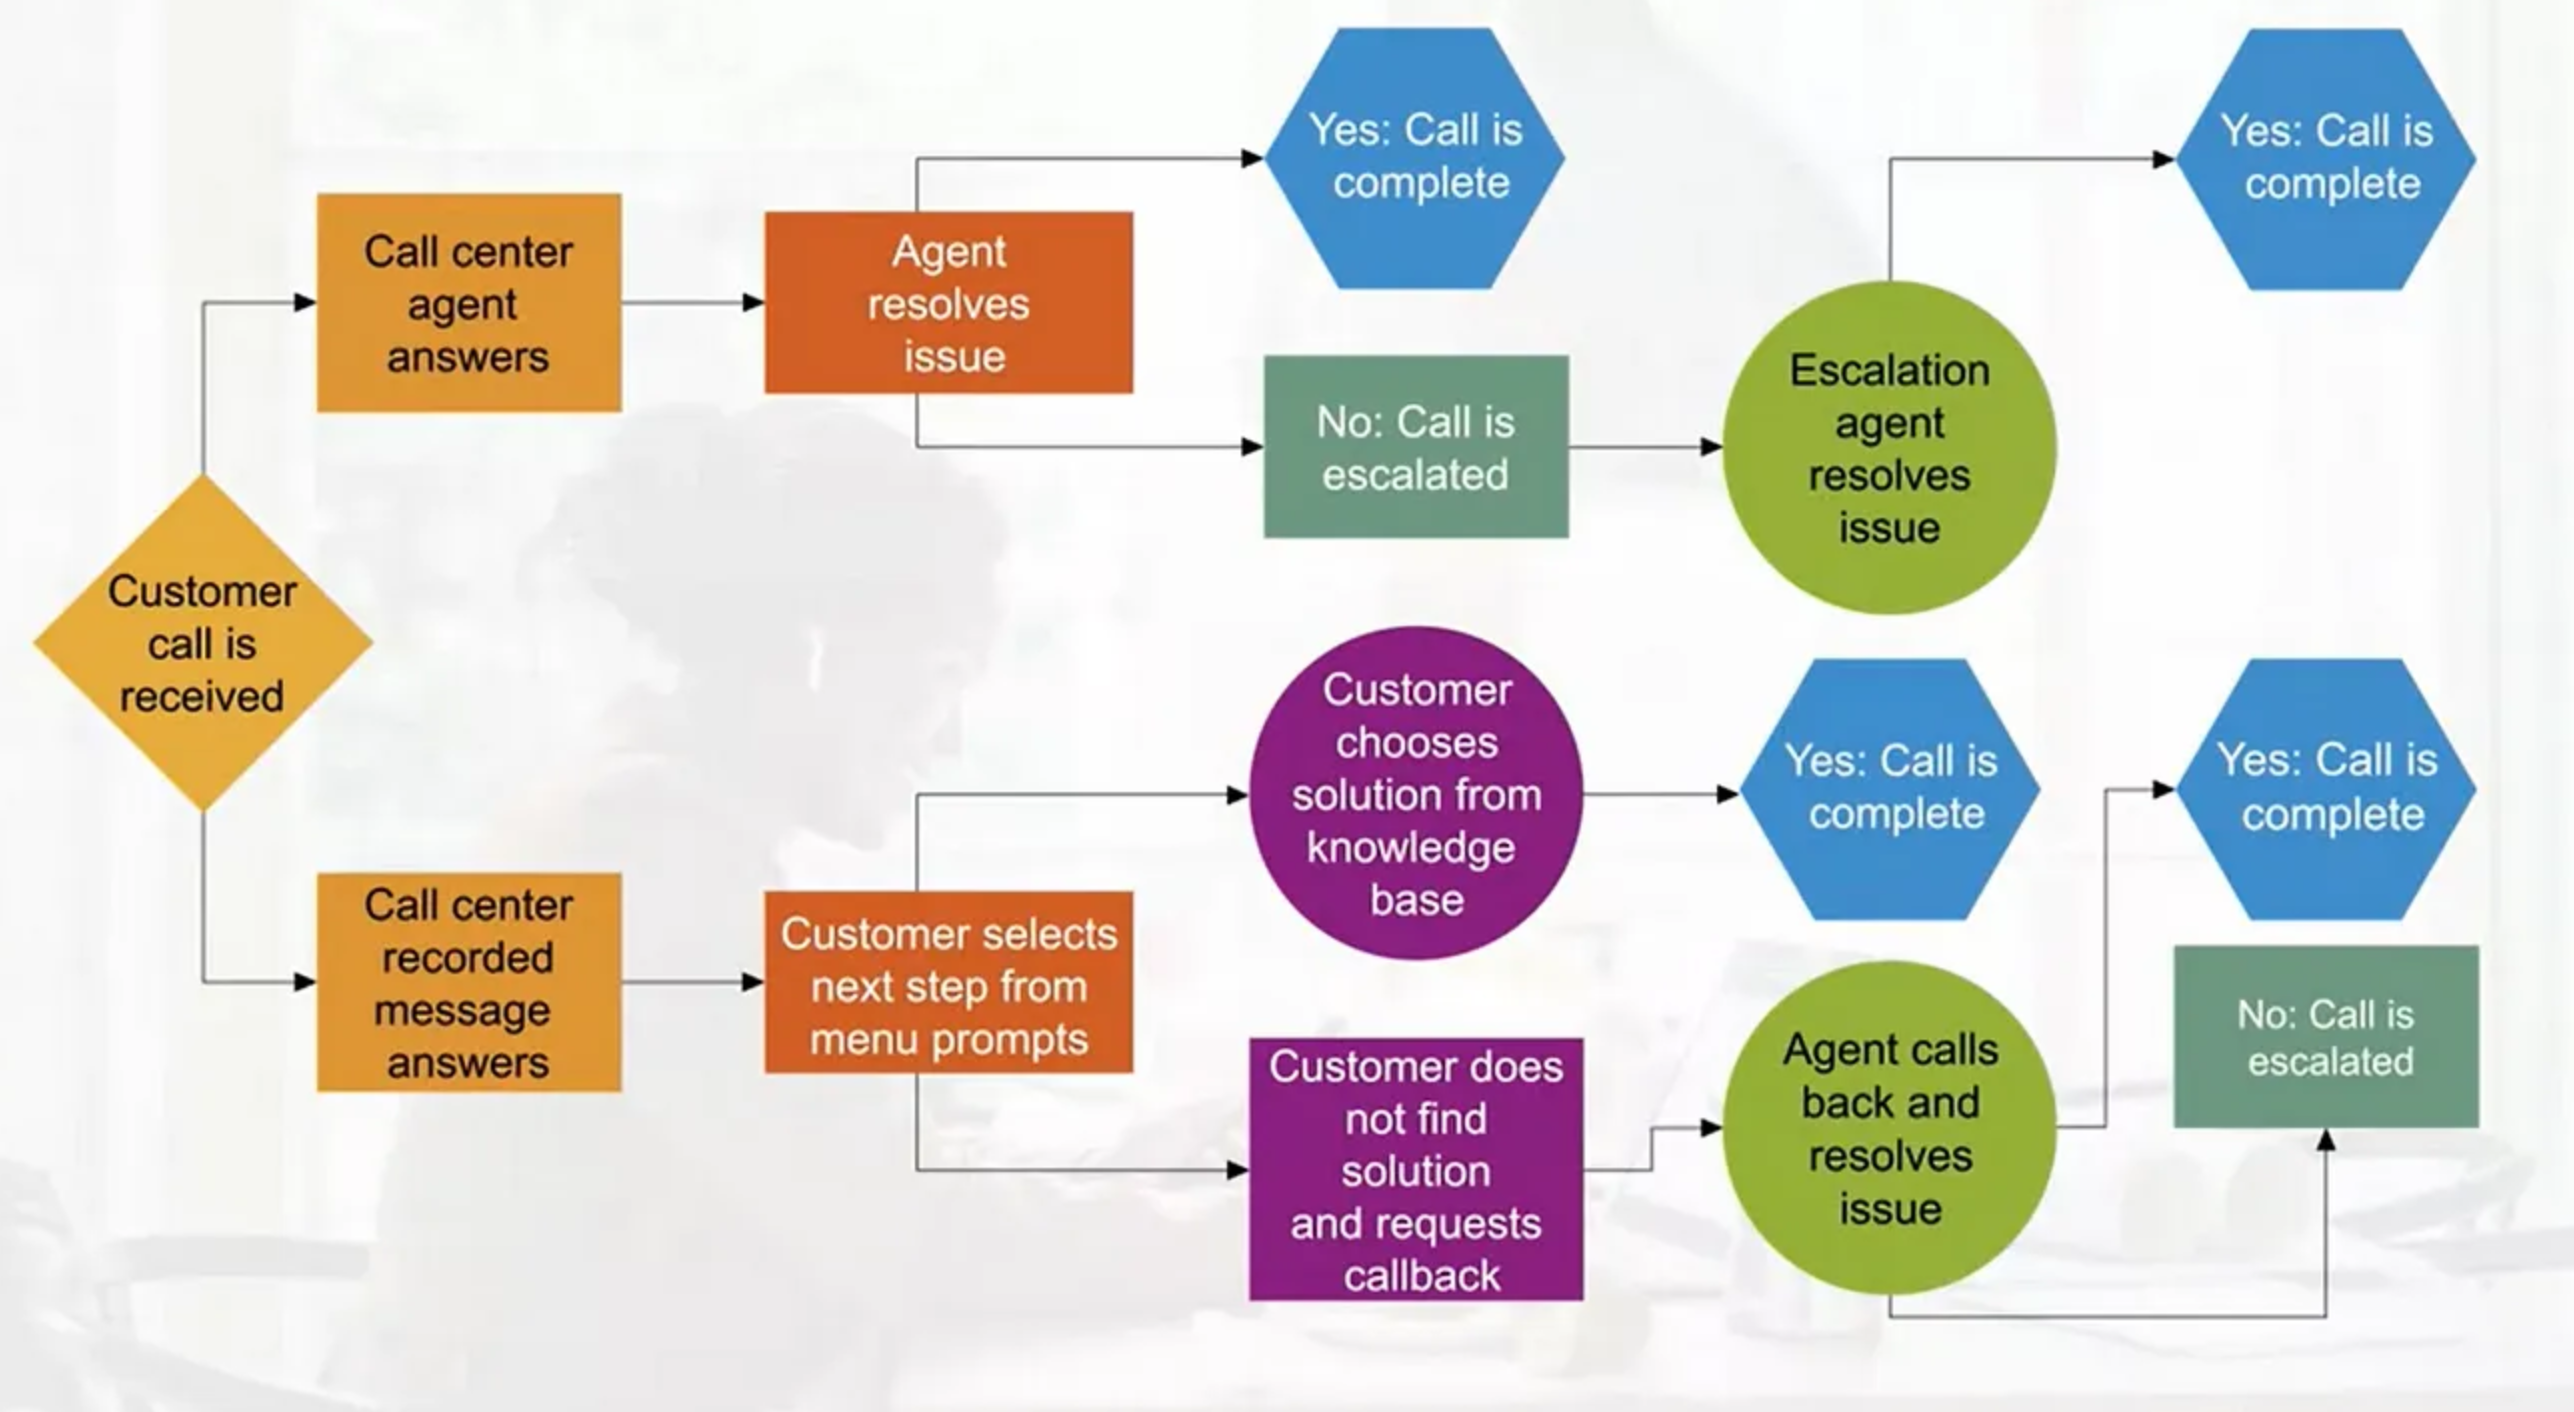 Yes: Call is
complete
Yes: Call is
complete
Call center
agent
answers
Agent
resolves
issue
No: Call is
escalated
Escalation
agent
resolves
issue
Customer
call is
received
Customer
chooses
solution from
knowledge
base
Yes: Call is
complete
Yes: Call is
complete
Call center
recorded
message
answers
Customer selects
next step from
menu prompts
Customer does
not find
solution
and requests
callback
Agent calls
back and
resolves
issue
No: Call is
escalated